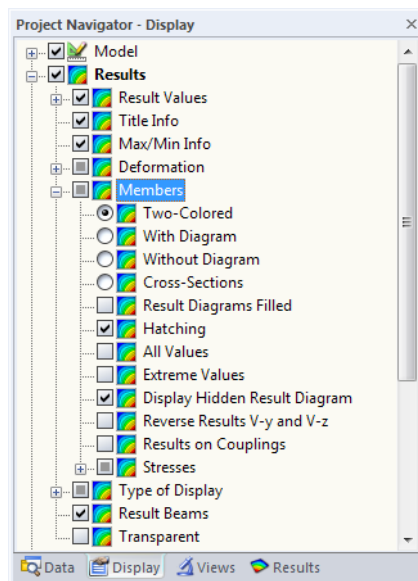 Project Navigator - Display
Model
Results
Result Values
Title Info
Max/Min Info
Deformation
Members
Two-Colored
With Diagram
Without Diagram
Cross-Sections
Result Diagrams Filled
Hatching
All Values
Extreme Values
Display Hidden Result Diagram
Reverse Results V-y and V-z
Results on Couplings
Stresses
Type of Display
Result Beams
Transparent
Data Display Views Results